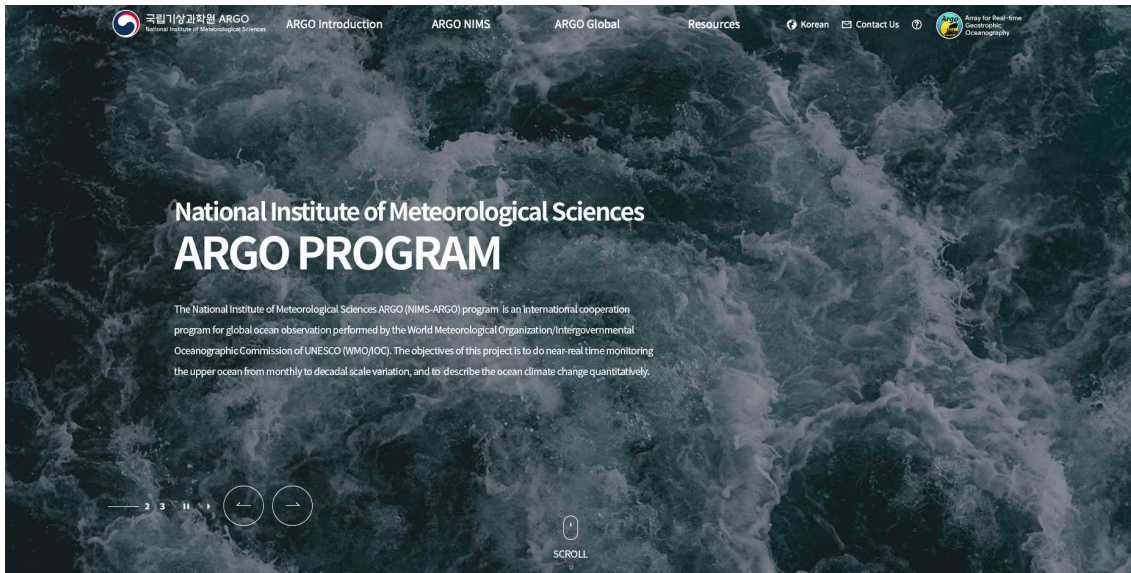 국립기상과학원 ARGO
National Institute of Meteorological Sciences
ARGO Introduction
ARGO NIMS
ARGO Global
Resources
Korean
Contact Us
Argo
Array for Real-time
Geostrophic
Oceanography
National Institute of Meteorological Sciences
ARGO PROGRAM
The National Institute of Meteorological Sciences ARGO (NIMS-ARGO) program is an international cooperation
program for global ocean observation performed by the World Meteorological Organization/Intergovernmental
Oceanographic Commission of UNESCO (WMO/IOC). The objectives of this project is to do near-real time monitoring
the upper ocean from monthly to decadal scale variation, and to describe the ocean climate change quantitatively.
2 3
SCROLL